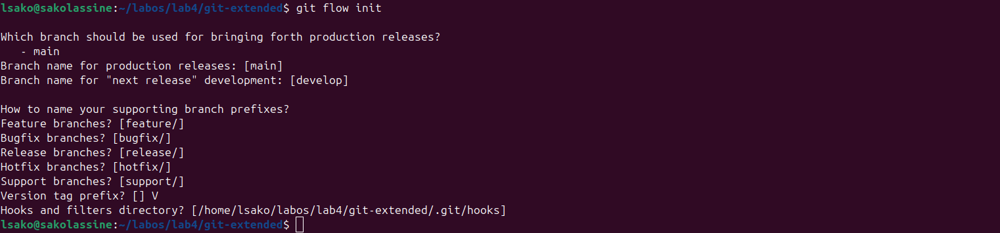 lsako@sakolassine:~/labos/lab4/git-extended$ git flow init
Which branch should be used for bringing forth production releases?
- main
Branch name for production releases: [main]
Branch name for "next release" development: [develop]
How to name your supporting branch prefixes?
Feature branches? [feature/]
Bugfix branches? [bugfix/]
Release branches? [release/]
Hotfix branches? [hotfix/]
Support branches? [support/]
Version tag prefix? [] V
Hooks and filters directory? [/home/lsako/labos/lab4/git-extended/.git/hooks]
lsako@sakolassine:~/labos/lab4/git-extended$